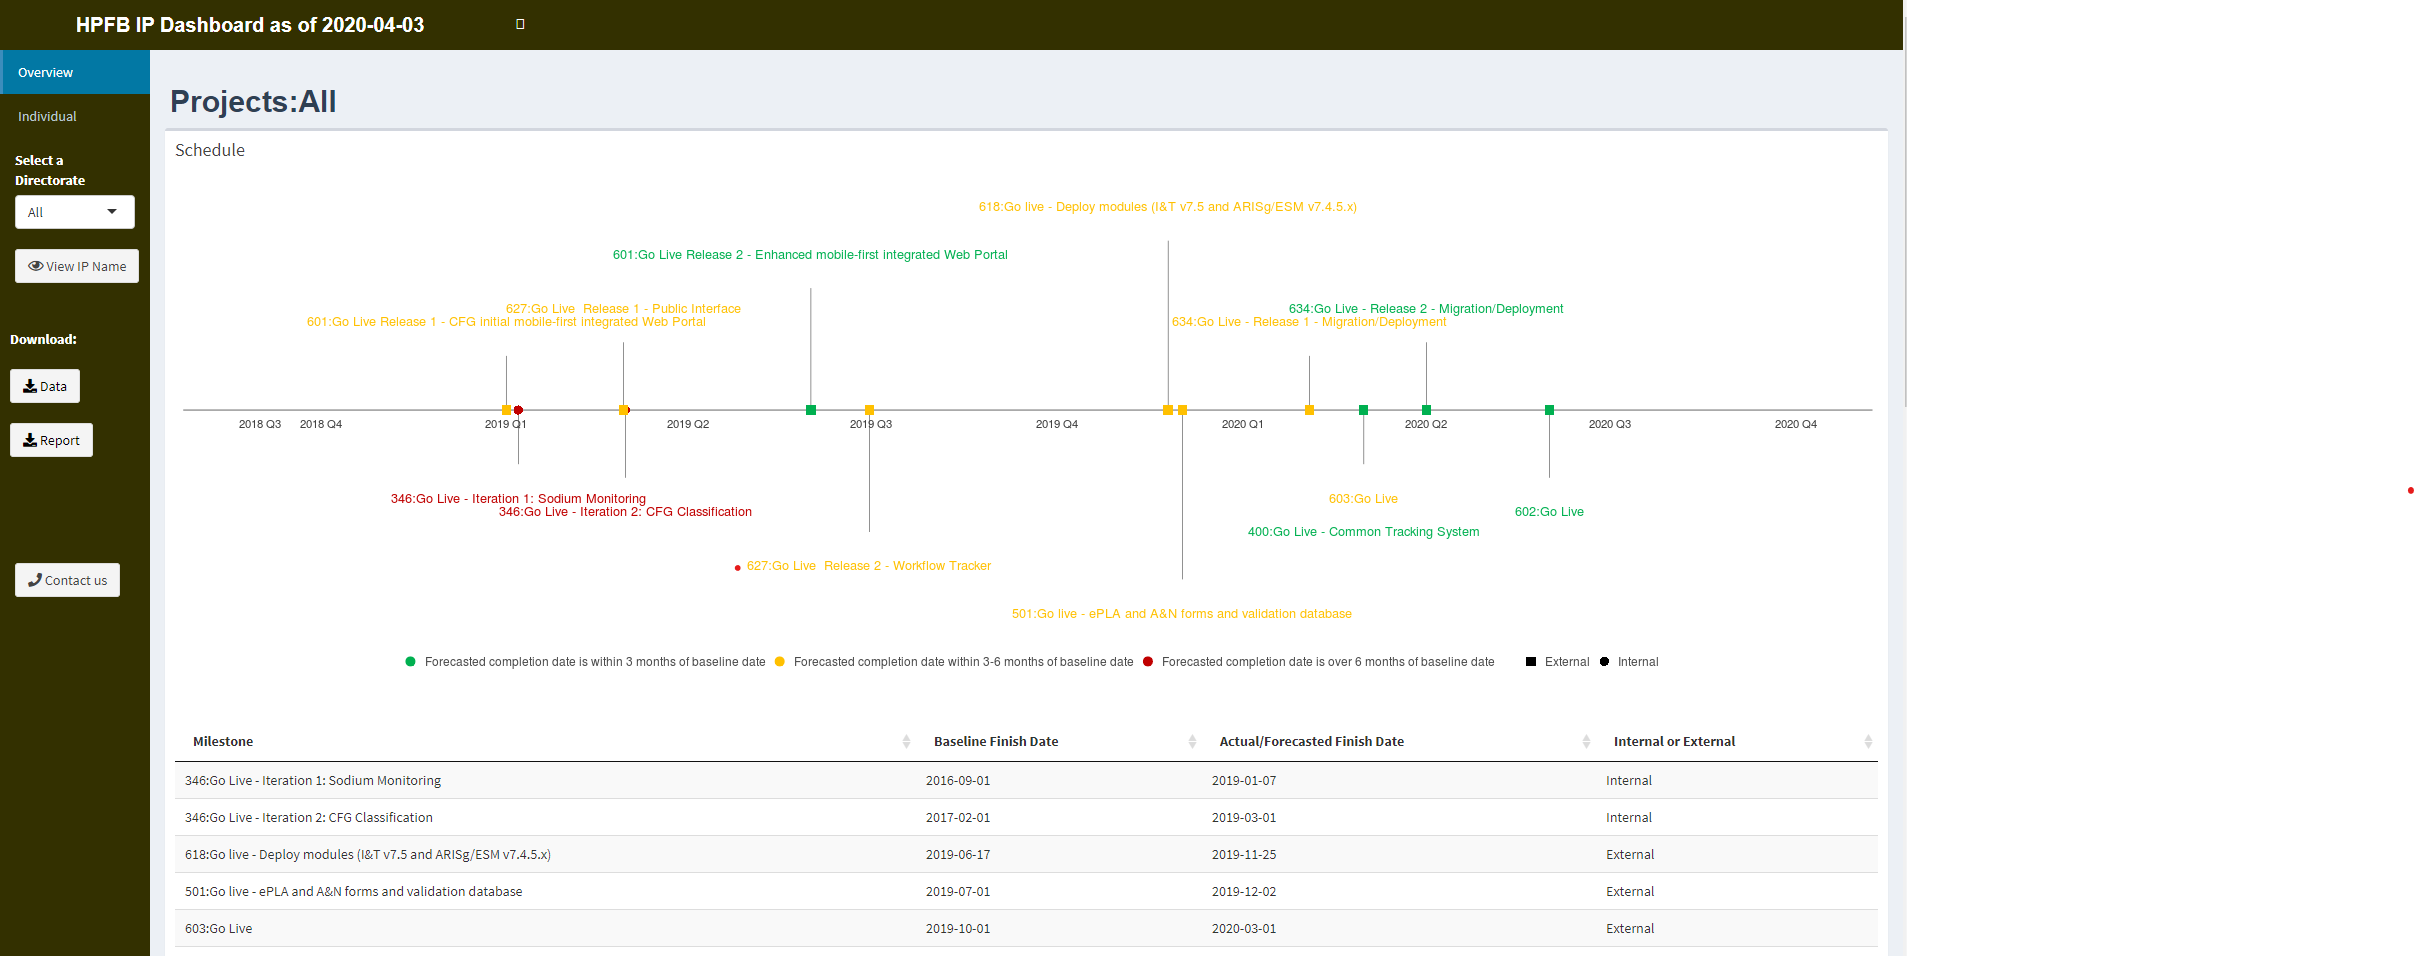 HPFB IP Dashboard as of 2020-04-03
Overview
Individual
Select a
Directorate
All
View IP Name
Download:
Data
Report
Contact us
Projects:All
Schedule
618:Go live - Deploy modules (I&T v7.5 and ARISg/ESM v7.4.5.x)
601:Go Live Release 2 - Enhanced mobile-first integrated Web Portal
627:Go Live  Release 1 - Public Interface
634:Go Live - Release 2 - Migration/Deployment
601:Go Live Release 1 - CFG initial mobile-first integrated Web Portal
634:Go Live - Release 1 - Migration/Deployment
2018 Q3 2018 Q4 2019 Q1 2019 Q2 2019 Q3 2019 Q4 2020 Q1 2020 Q2 2020 Q3 2020 Q4
346:Go Live - Iteration 1: Sodium Monitoring
603:Go Live
346:Go Live - Iteration 2: CFG Classification
602:Go Live
400:Go Live - Common Tracking System
627:Go Live  Release 2 - Workflow Tracker
501:Go live - ePLA and A&N forms and validation database
Forecasted completion date is within 3 months of baseline date Forecasted completion date within 3-6 months of baseline date Forecasted completion date is over 6 months of baseline date External Internal
Milestone Baseline Finish Date Actual/Forecasted Finish Date Internal or External
346:Go Live - Iteration 1: Sodium Monitoring 2016-09-01 2019-01-07 Internal
346:Go Live - Iteration 2: CFG Classification 2017-02-01 2019-03-01 Internal
618:Go live - Deploy modules (I&T v7.5 and ARISg/ESM v7.4.5.x) 2019-06-17 2019-11-25 External
501:Go live - ePLA and A&N forms and validation database 2019-07-01 2019-12-02 External
603:Go Live 2019-10-01 2020-03-01 External